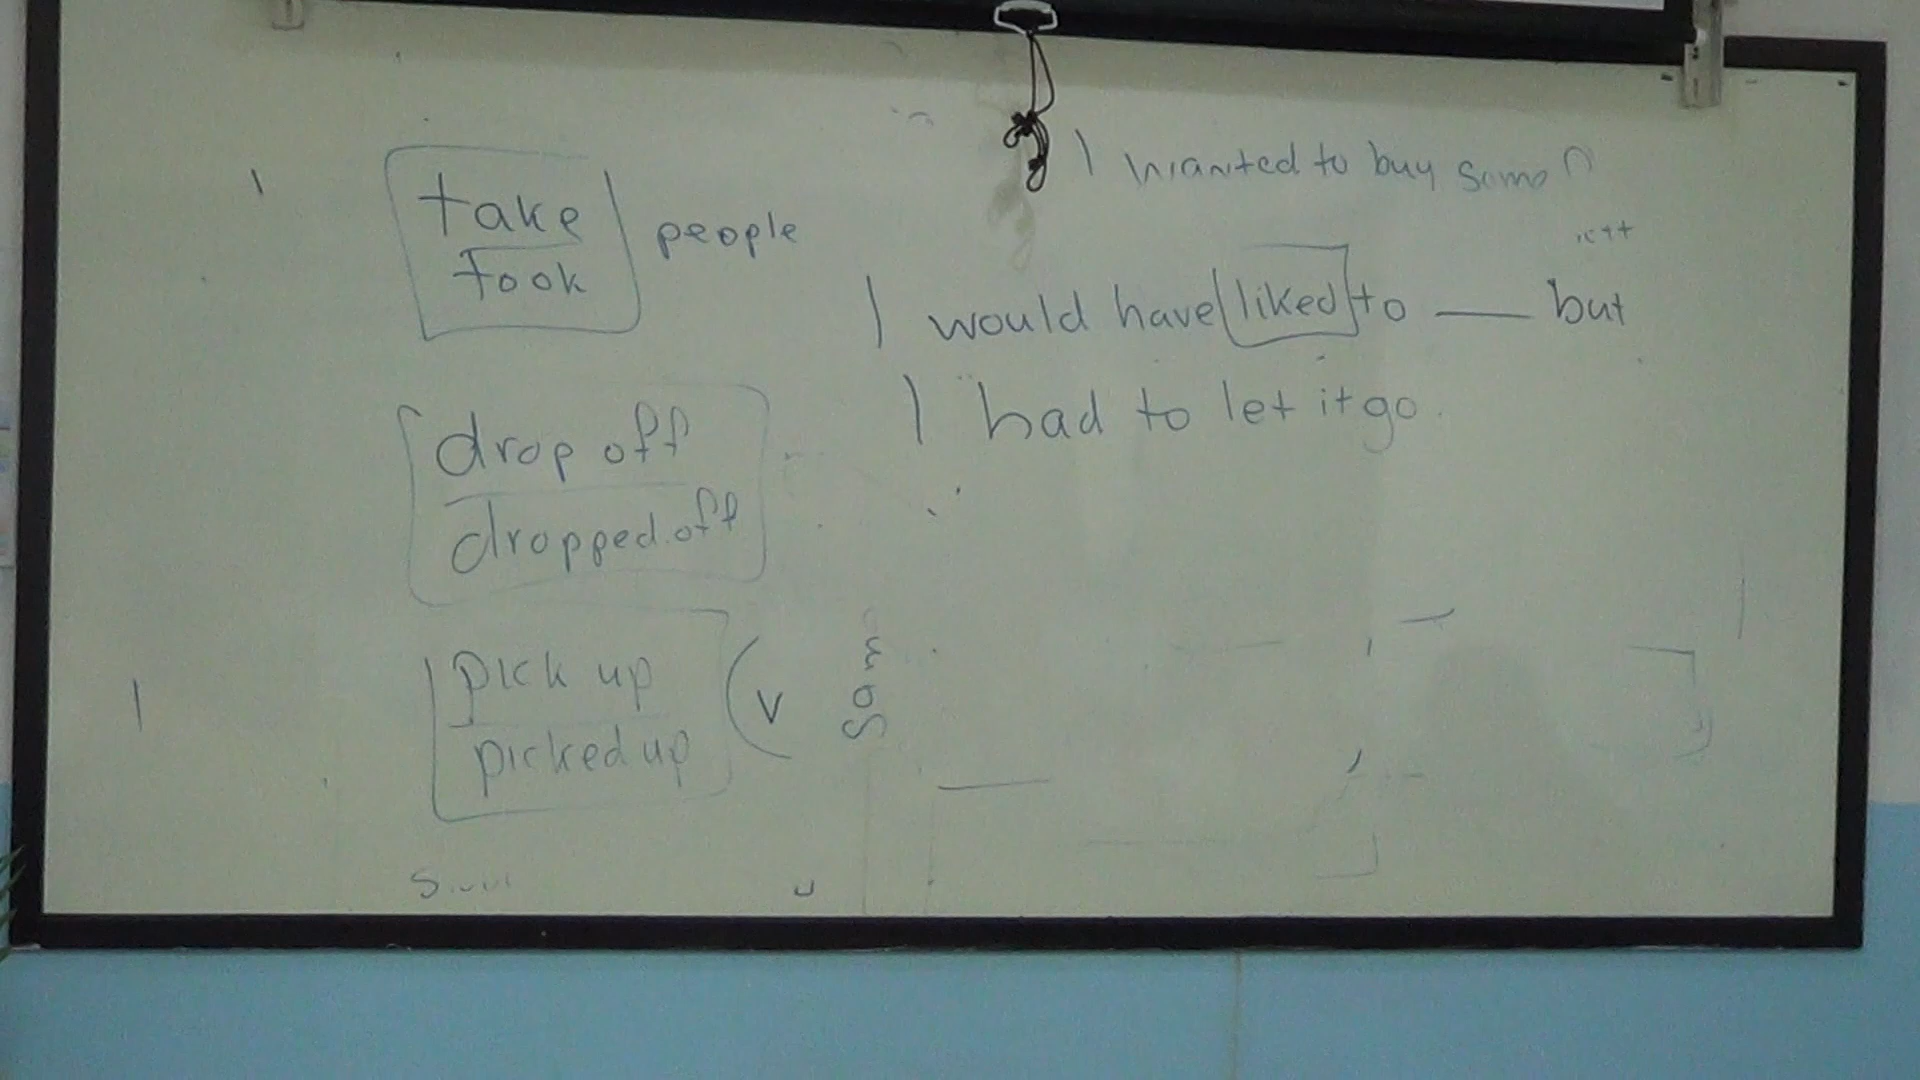 take
took
people
drop off
dropped off
pick up
picked up
v
I wanted to buy some
I would have liked to ___ but
I had to let it go.